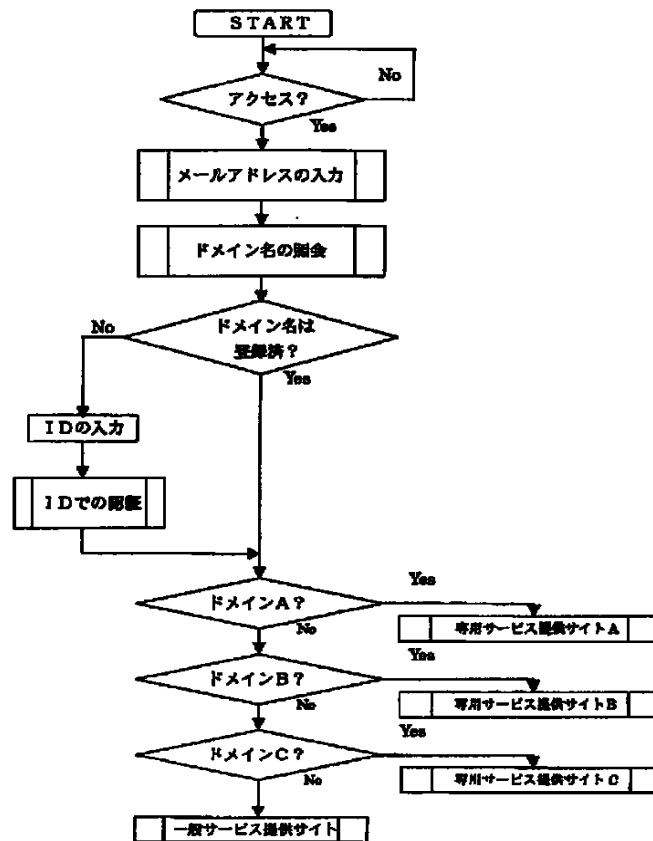 START
No
アクセス?
Yes
メールアドレスの入力
ドメイン名の照会
No
ドメイン名は
登録済?
Yes
IDの入力
IDでの認証
Yes
ドメインA?
No
専用サービス提供サイトA
Yes
ドメインB?
No
専用サービス提供サイトB
Yes
ドメインC?
No
専用サービス提供サイトC
一般サービス提供サイト